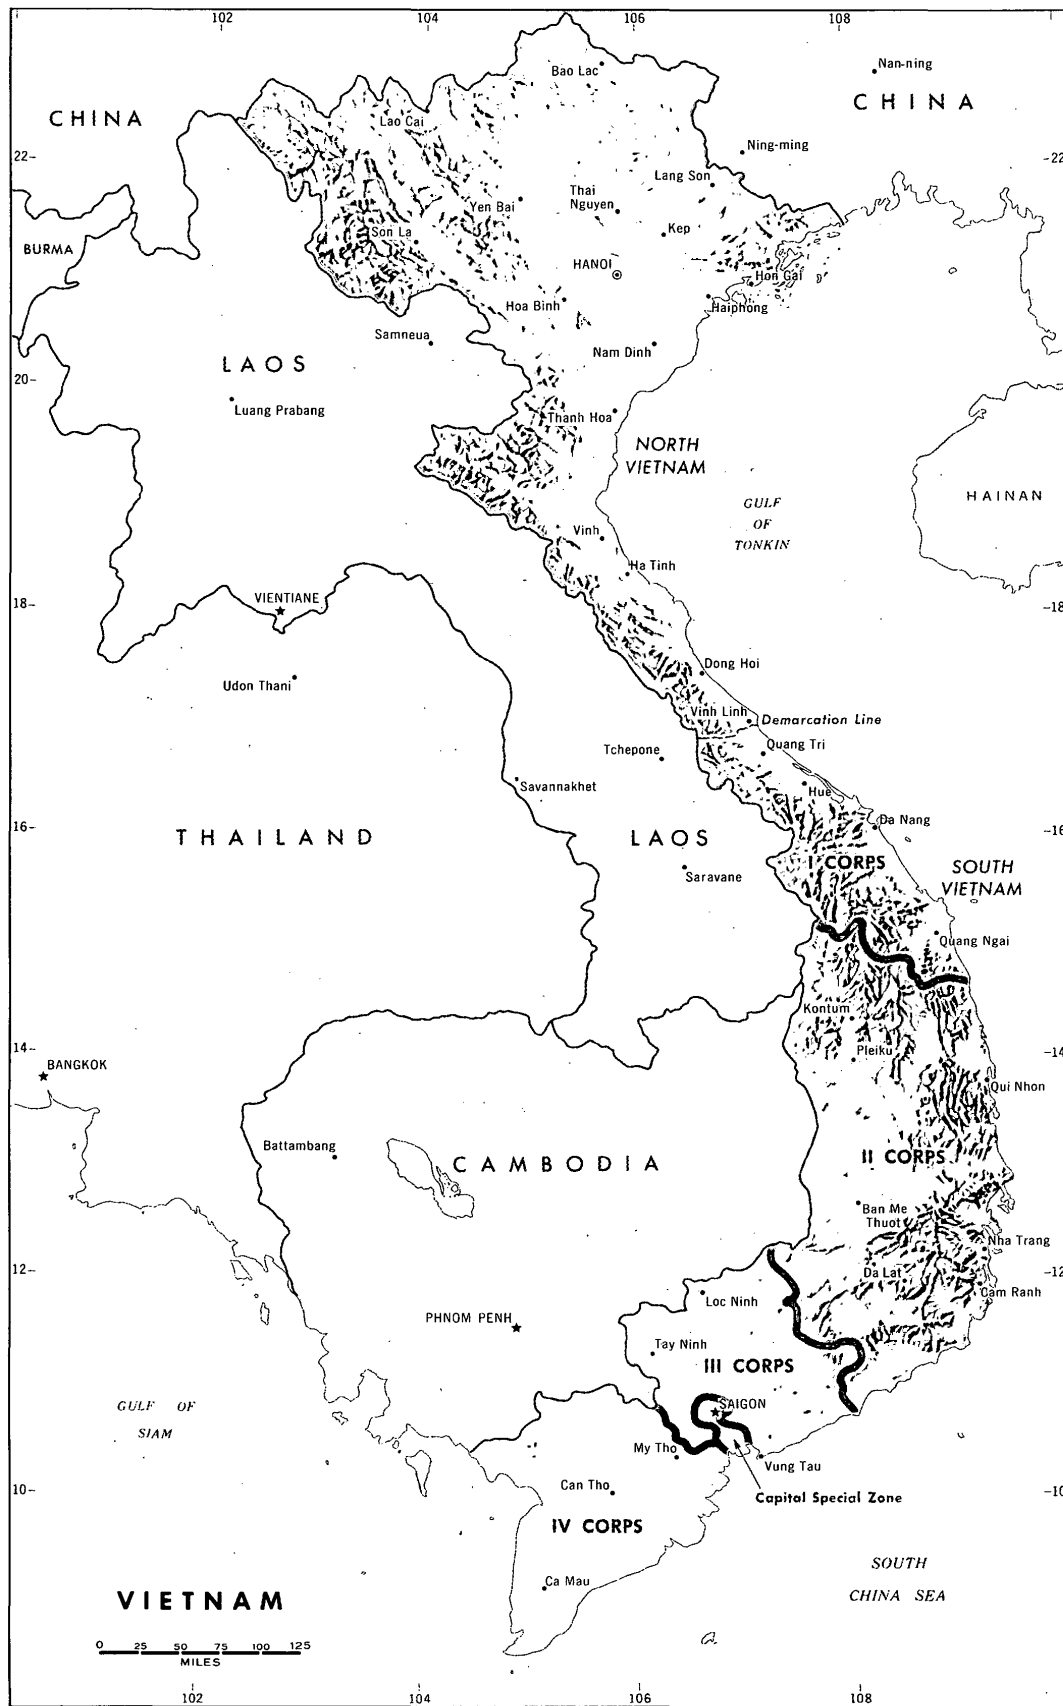 102
104
106
108
Bao Lac
Nan-ning
CHINA
CHINA
Lao Cai
22-
-22
Ning-ming
Lang Son
Thai
Nguyen
Yen Bai
Kep
Son La
BURMA
HANOI
Hon Gai
Hoa Binh
Haiphong
Samneua
Nam Dinh
LAOS
20-
Luang Prabang
Thanh Hoa
NORTH
VIETNAM
HAINAN
GULF
OF
TONKIN
Vinh
Ha Tinh
VIENTIANE
18-
-18
Dong Hoi
Udon Thani
Vinh Linh
Demarcation Line
Quang Tri
Tchepone
Savannakhet
Hue
Da Nang
16-
-16
THAILAND
LAOS
I CORPS
SOUTH
VIETNAM
Saravane
Quang Ngai
Kontum
14-
-14
Pleiku
BANGKOK
Qui Nhon
Battambang
CAMBODIA
II CORPS
Ban Me
Thuot
Nha Trang
12-
-12
Da Lat
Cam Ranh
Loc Ninh
PHNOM PENH
Tay Ninh
III CORPS
GULF OF
SIAM
SAIGON
My Tho
Vung Tau
Can Tho
10-
-10
Capital Special Zone
IV CORPS
SOUTH
CHINA SEA
Ca Mau
VIETNAM
0 25 50 75 100 125
MILES
102
104
106
108